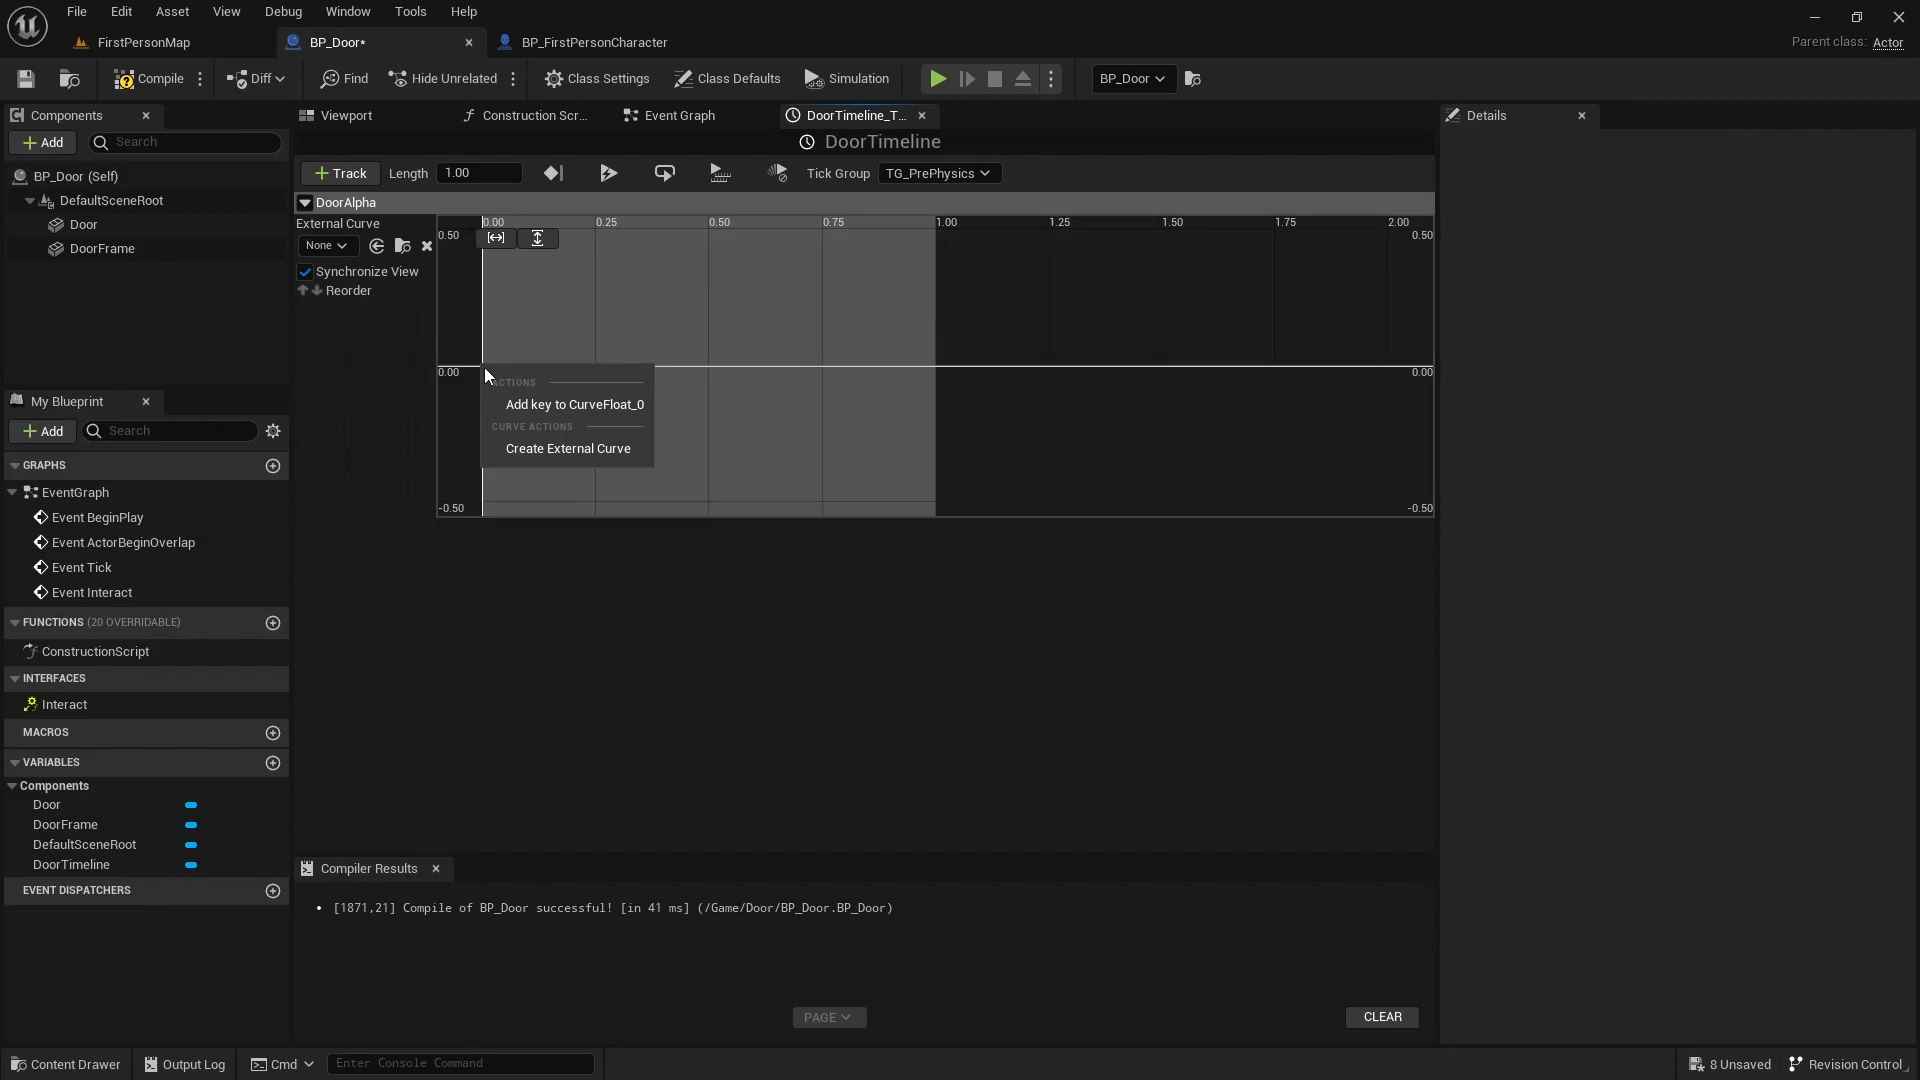 File Edit Asset View Debug Window Tools Help
FirstPersonMap BP_Door* BP_FirstPersonCharacter Parent class: Actor
Compile Diff Find Hide Unrelated Class Settings Class Defaults Simulation BP_Door
Components
Add Search
BP_Door (Self)
DefaultSceneRoot
Door
DoorFrame
Viewport Construction Scr... Event Graph DoorTimeline_T...
DoorTimeline
Track Length 1.00 Tick Group TG_PrePhysics
DoorAlpha
External Curve
None
Synchronize View
Reorder
0.00 0.25 0.50 0.75 1.00 1.25 1.50 1.75 2.00
0.50 0.50
0.00 0.00
-0.50 -0.50
Add key to CurveFloat_0
CURVE ACTIONS
Create External Curve
Details
My Blueprint
Add Search
GRAPHS
EventGraph
Event BeginPlay
Event ActorBeginOverlap
Event Tick
Event Interact
FUNCTIONS (20 OVERRIDABLE)
ConstructionScript
INTERFACES
Interact
MACROS
VARIABLES
Components
Door
DoorFrame
DefaultSceneRoot
DoorTimeline
EVENT DISPATCHERS
Compiler Results
• [1871,21] Compile of BP_Door successful! [in 41 ms] (/Game/Door/BP_Door.BP_Door)
PAGE CLEAR
Content Drawer Output Log Cmd Enter Console Command 8 Unsaved Revision Control